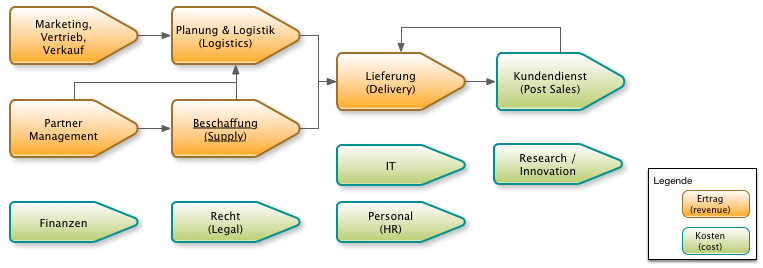 Marketing,
Vertrieb,
Verkauf
Planung & Logistik
(Logistics)
Lieferung
(Delivery)
Kundendienst
(Post Sales)
Partner
Management
Beschaffung
(Supply)
IT
Research /
Innovation
Finanzen
Recht
(Legal)
Personal
(HR)
Legende
Ertrag
(revenue)
Kosten
(cost)